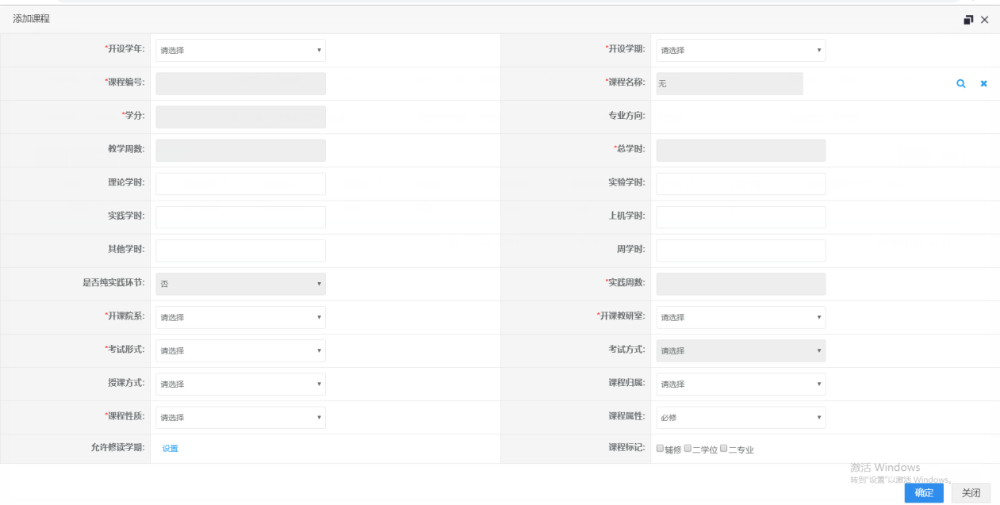 添加课程
*开设学年: 请选择 *开设学期: 请选择
*课程编号: *课程名称: 无
*学分: 专业方向:
教学周数: *总学时:
理论学时: 实验学时:
实践学时: 上机学时:
其他学时: 周学时:
是否纯实践环节: 否 *实践周数:
*开课院系: 请选择 *开课教研室: 请选择
*考试形式: 请选择 考试方式: 请选择
授课方式: 请选择 课程归属: 请选择
*课程性质: 请选择 课程属性: 必修
允许修读学期: 设置 课程标记: 辅修 二学位 二专业
激活 Windows
转到"设置"以激活 Windows。
确定 关闭